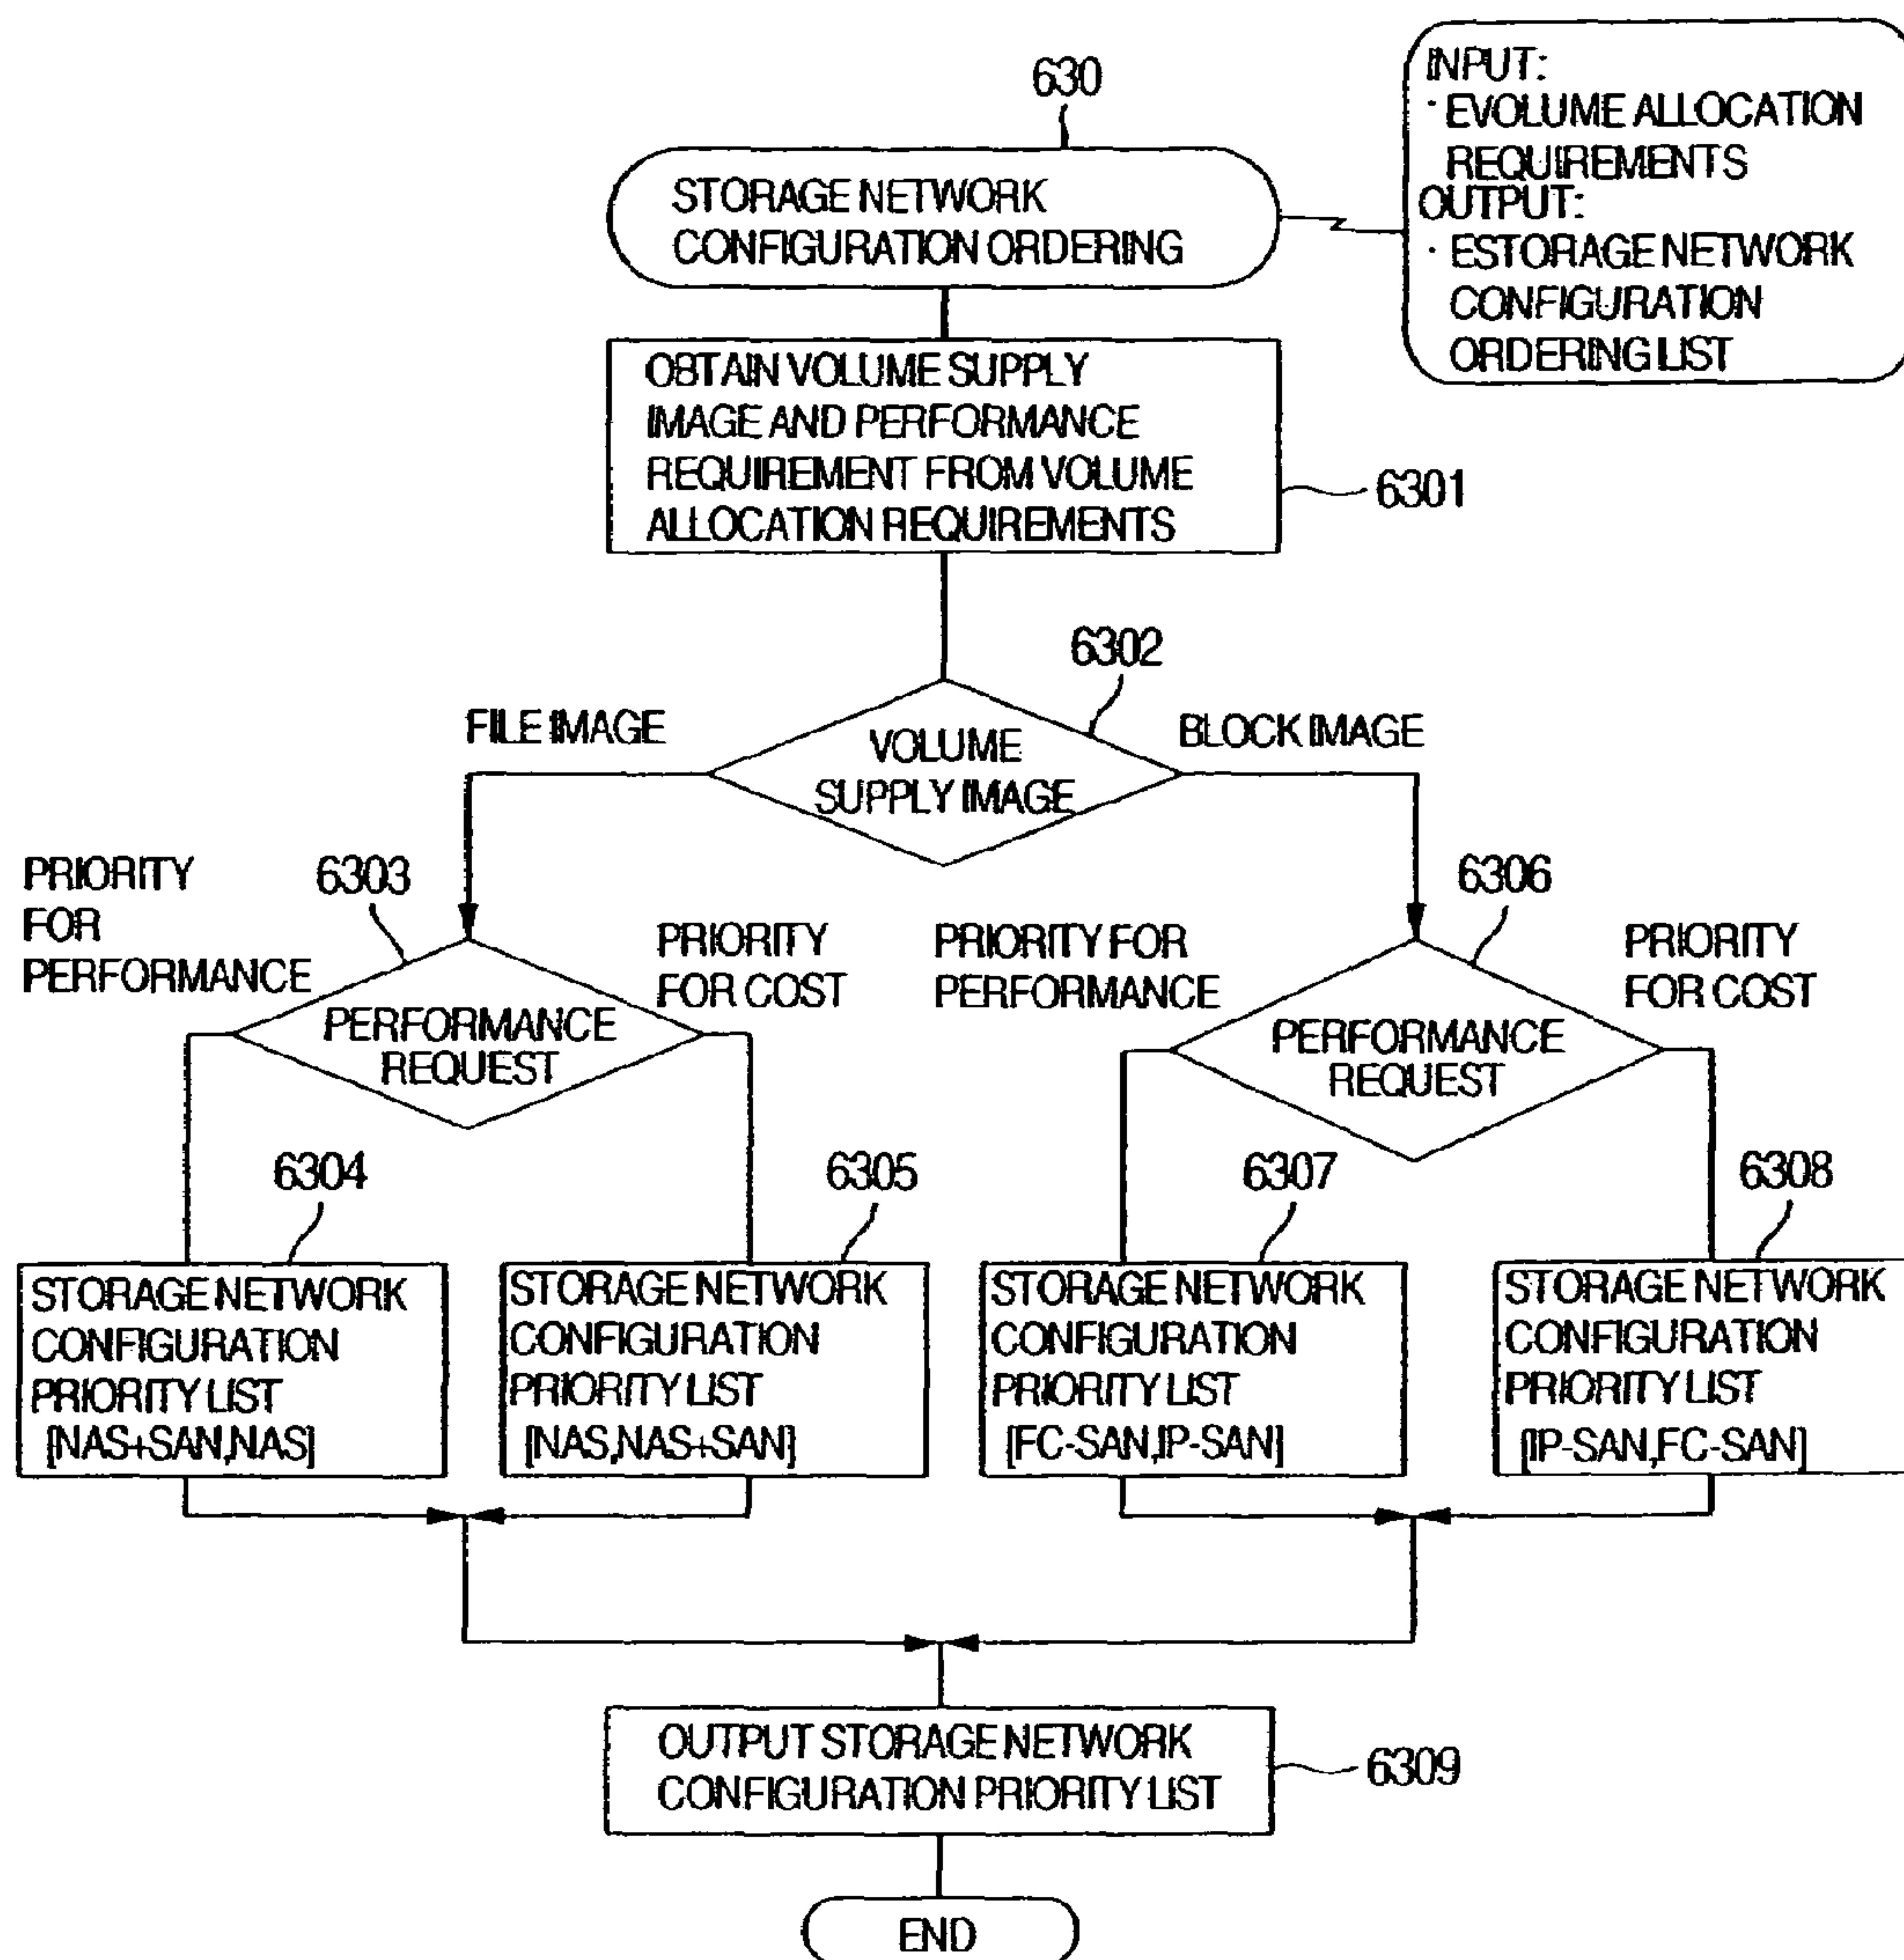 630
STORAGE NETWORK
CONFIGURATION ORDERING
INPUT:
· EVOLUME ALLOCATION
REQUIREMENTS
OUTPUT:
· ESTORAGE NETWORK
CONFIGURATION
ORDERING LIST
OBTAIN VOLUME SUPPLY
IMAGE AND PERFORMANCE
REQUIREMENT FROM VOLUME
ALLOCATION REQUIREMENTS
6301
6302
FILE IMAGE
VOLUME
SUPPLY IMAGE
BLOCK IMAGE
PRIORITY
FOR
PERFORMANCE
6303
PERFORMANCE
REQUEST
PRIORITY
FOR COST
PRIORITY FOR
PERFORMANCE
6306
PERFORMANCE
REQUEST
PRIORITY
FOR COST
6304
STORAGE NETWORK
CONFIGURATION
PRIORITY LIST
[NAS+SAN,NAS]
6305
STORAGE NETWORK
CONFIGURATION
PRIORITY LIST
[NAS,NAS+SAN]
6307
STORAGE NETWORK
CONFIGURATION
PRIORITY LIST
[FC-SAN,IP-SAN]
6308
STORAGE NETWORK
CONFIGURATION
PRIORITY LIST
[IP-SAN,FC-SAN]
OUTPUT STORAGE NETWORK
CONFIGURATION PRIORITY LIST
6309
END